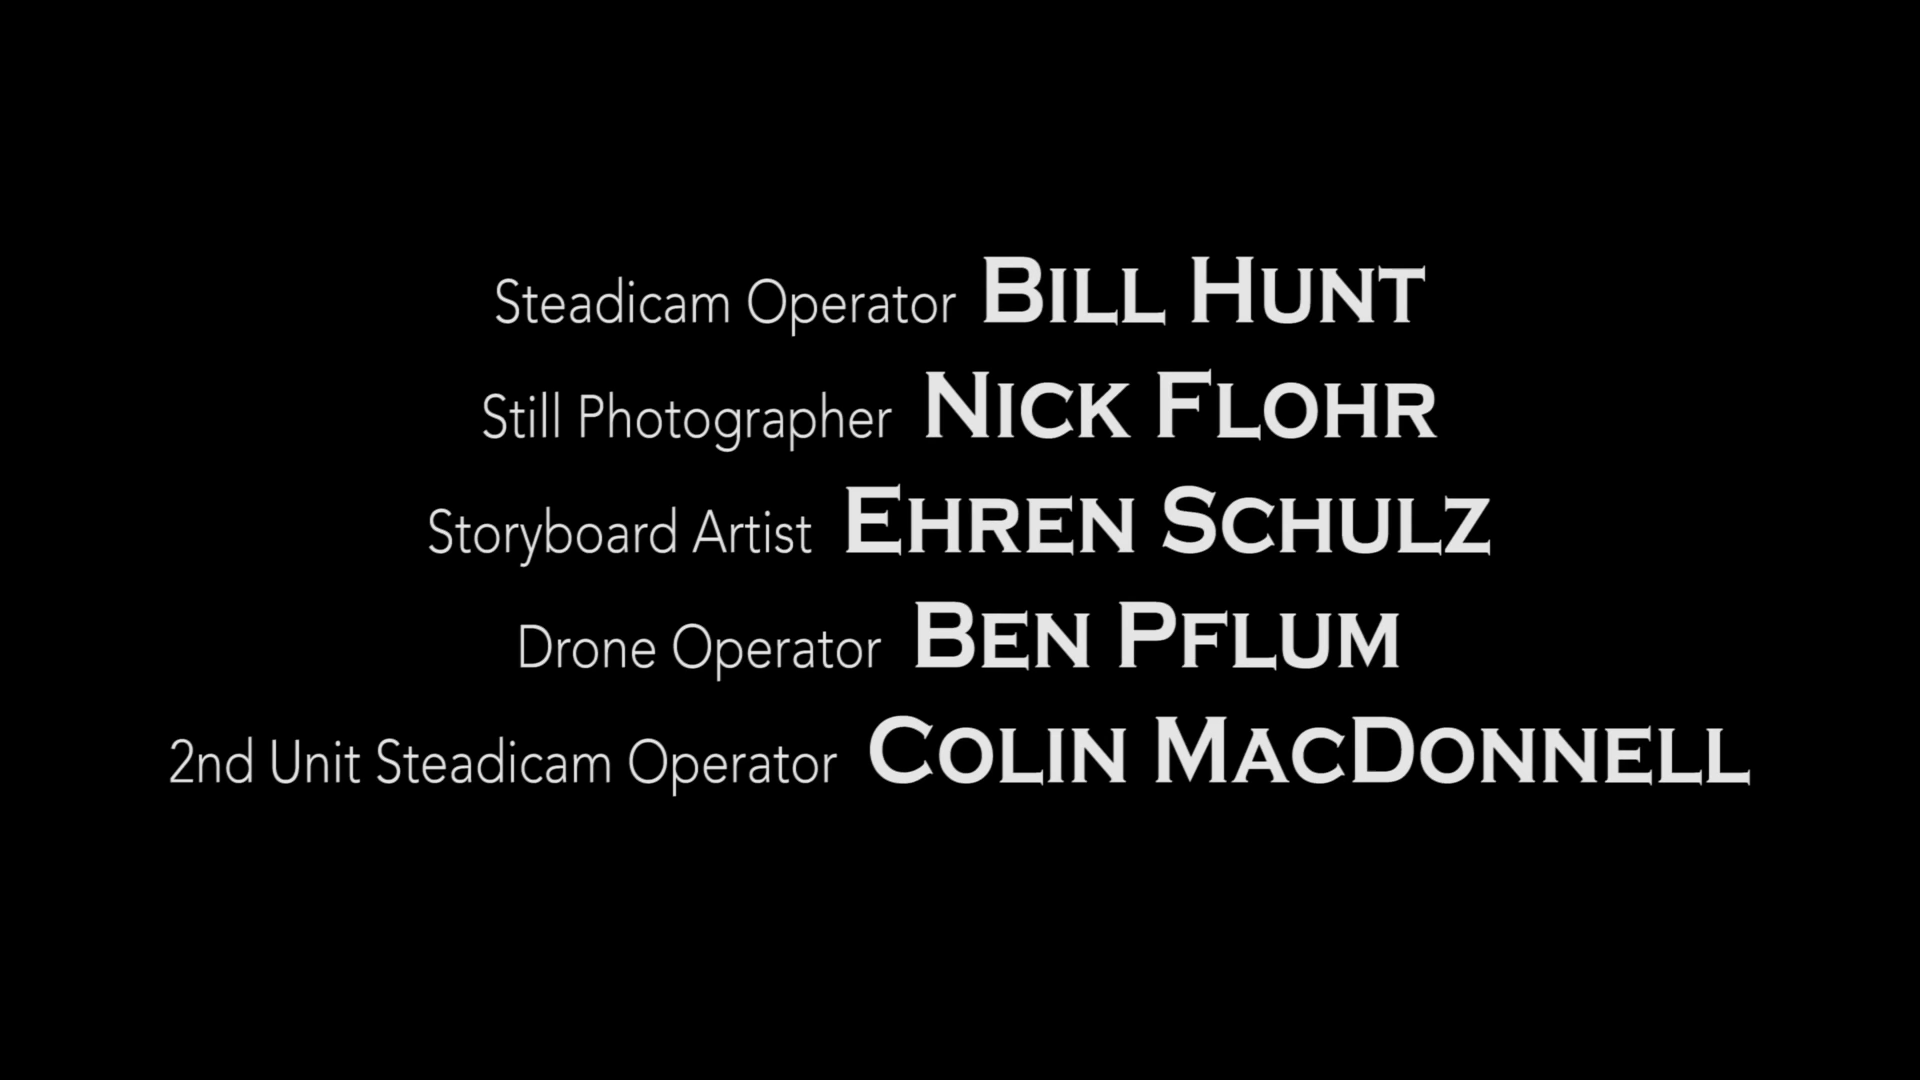 Steadicam Operator Bill Hunt
Still Photographer Nick Flohr
Storyboard Artist Ehren Schulz
Drone Operator Ben Pflum
2nd Unit Steadicam Operator Colin MacDonnell